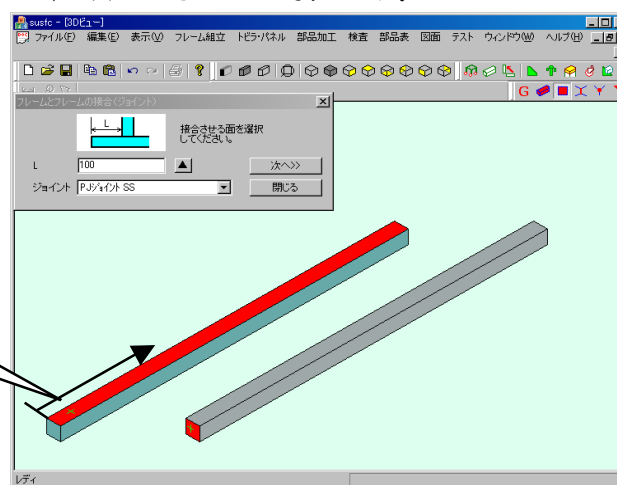 susfc - [3Dビュー]
ファイル(F) 編集(E) 表示(V) フレーム組立 トビラ・パネル 部品加工 検査 部品表 図面 テスト ウィンドウ(W) ヘルプ(H)
フレームとフレームの接合(ジョイント)
L
接合させる面を選択
してください。
L 100 次へ>>
ジョイント PJジョイント SS 閉じる
G
レディ